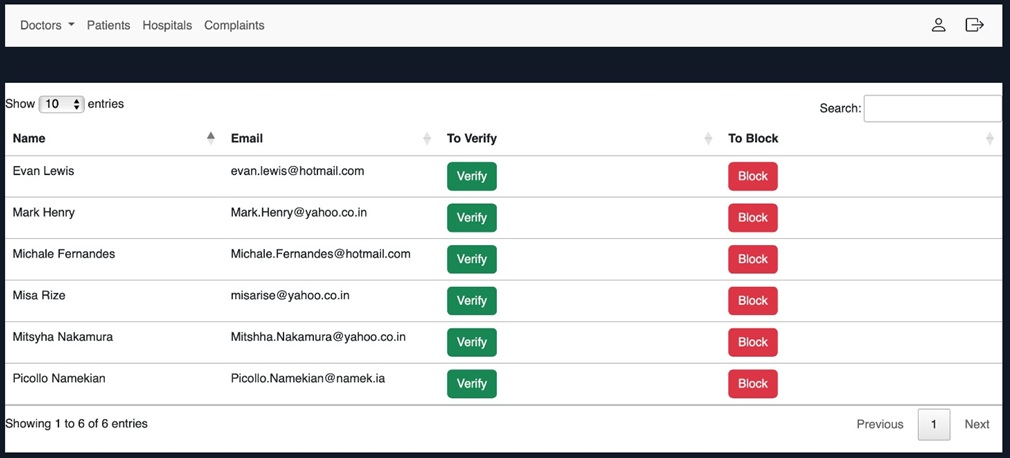 Doctors Patients Hospitals Complaints
Show 10 entries
Search:
Name Email To Verify To Block
Evan Lewis evan.lewis@hotmail.com Verify Block
Mark Henry Mark.Henry@yahoo.co.in Verify Block
Michale Fernandes Michale.Fernandes@hotmail.com Verify Block
Misa Rize misarise@yahoo.co.in Verify Block
Mitsyha Nakamura Mitshha.Nakamura@yahoo.co.in Verify Block
Picollo Namekian Picollo.Namekian@namek.ia Verify Block
Showing 1 to 6 of 6 entries Previous 1 Next